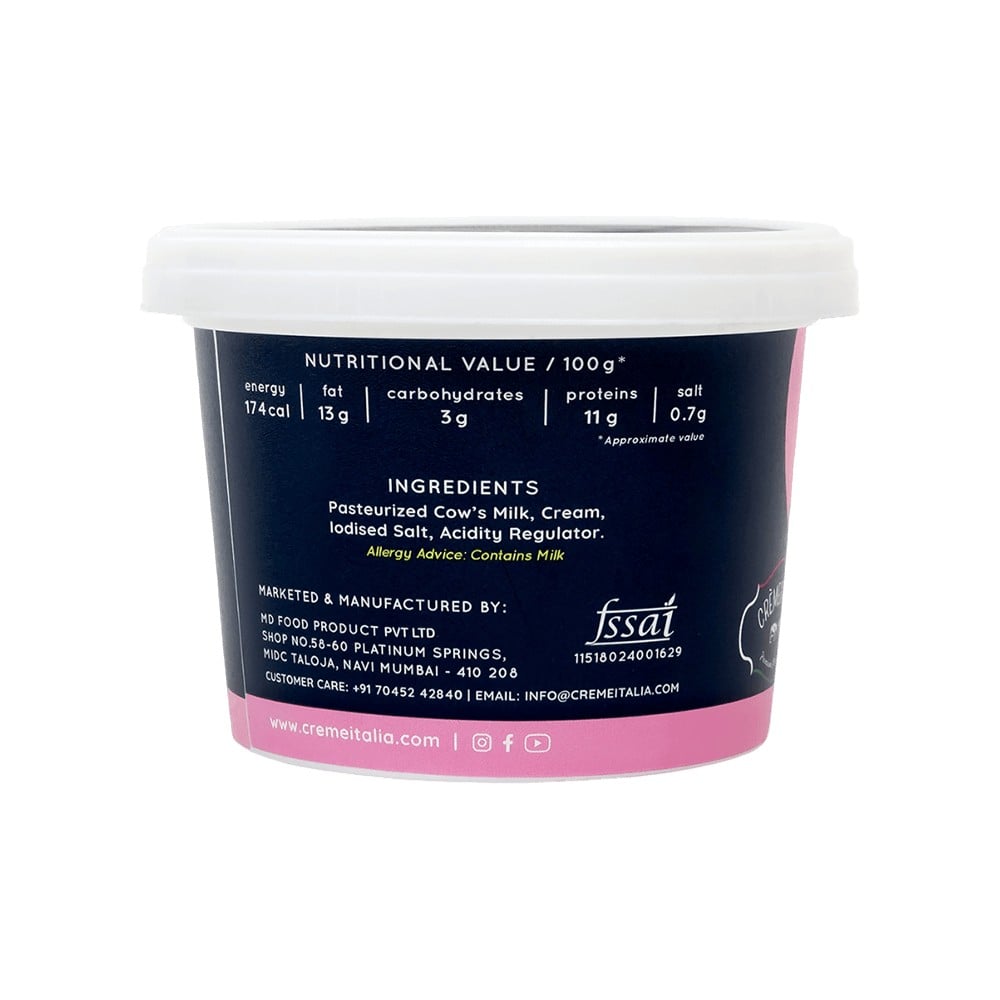 NUTRITIONAL VALUE / 100g*
energy | fat | carbohydrates | proteins | salt
174cal | 13g | 3g | 11 g | 0.7g
*Approximate value
INGREDIENTS
Pasteurized Cow's Milk, Cream,
Iodised Salt, Acidity Regulator.
Allergy Advice: Contains Milk
MARKETED & MANUFACTURED BY:
MD FOOD PRODUCT PVT LTD
SHOP NO.58-60 PLATINUM SPRINGS,
MIDC TALOJA, NAVI MUMBAI - 410 208
CUSTOMER CARE: +91 70452 42840 | EMAIL: INFO@CREMEITALIA.COM
fssai
11518024001629
www.cremeitalia.com